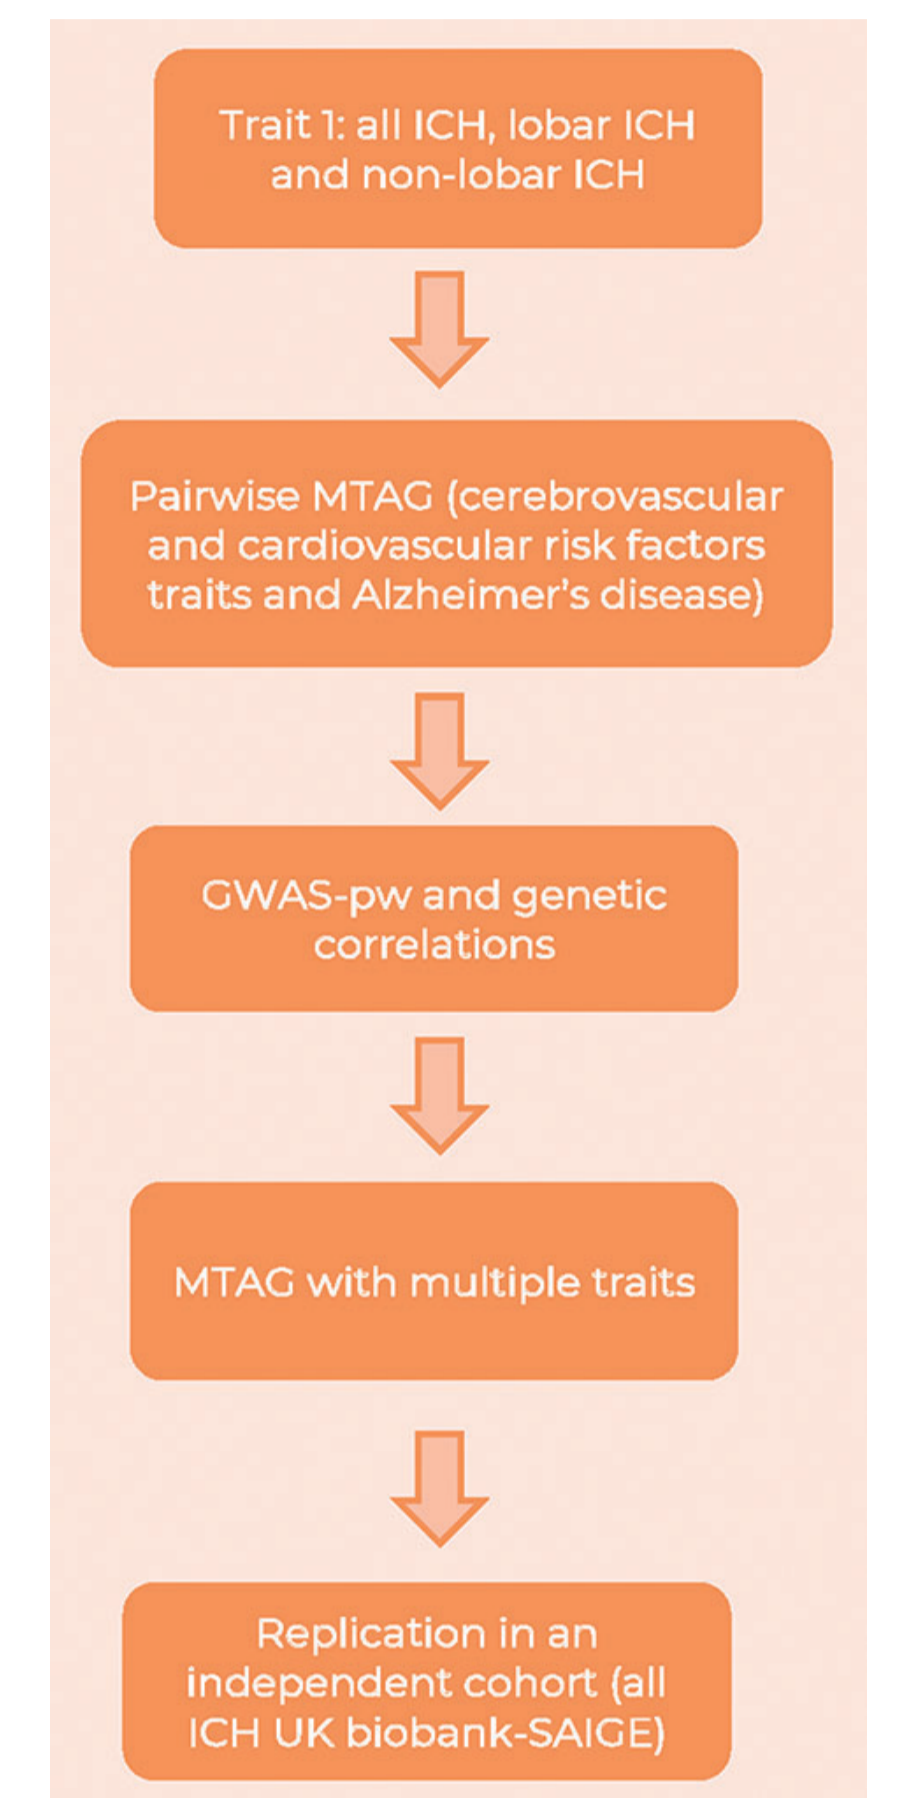 Trait 1: all ICH, lobar ICH
and non-lobar ICH
Pairwise MTAG (cerebrovascular
and cardiovascular risk factors
traits and Alzheimer's disease)
GWAS-pw and genetic
correlations
MTAG with multiple traits
Replication in an
independent cohort (all
ICH UK biobank-SAIGE)